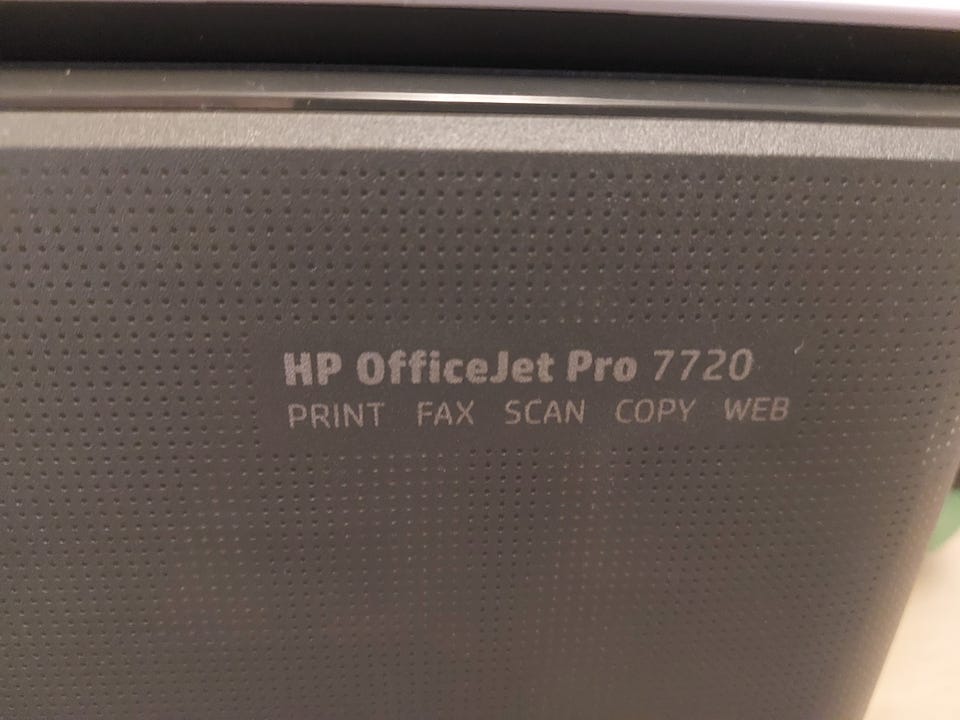 HP OfficeJet Pro 7720
PRINT FAX SCAN COPY WEB